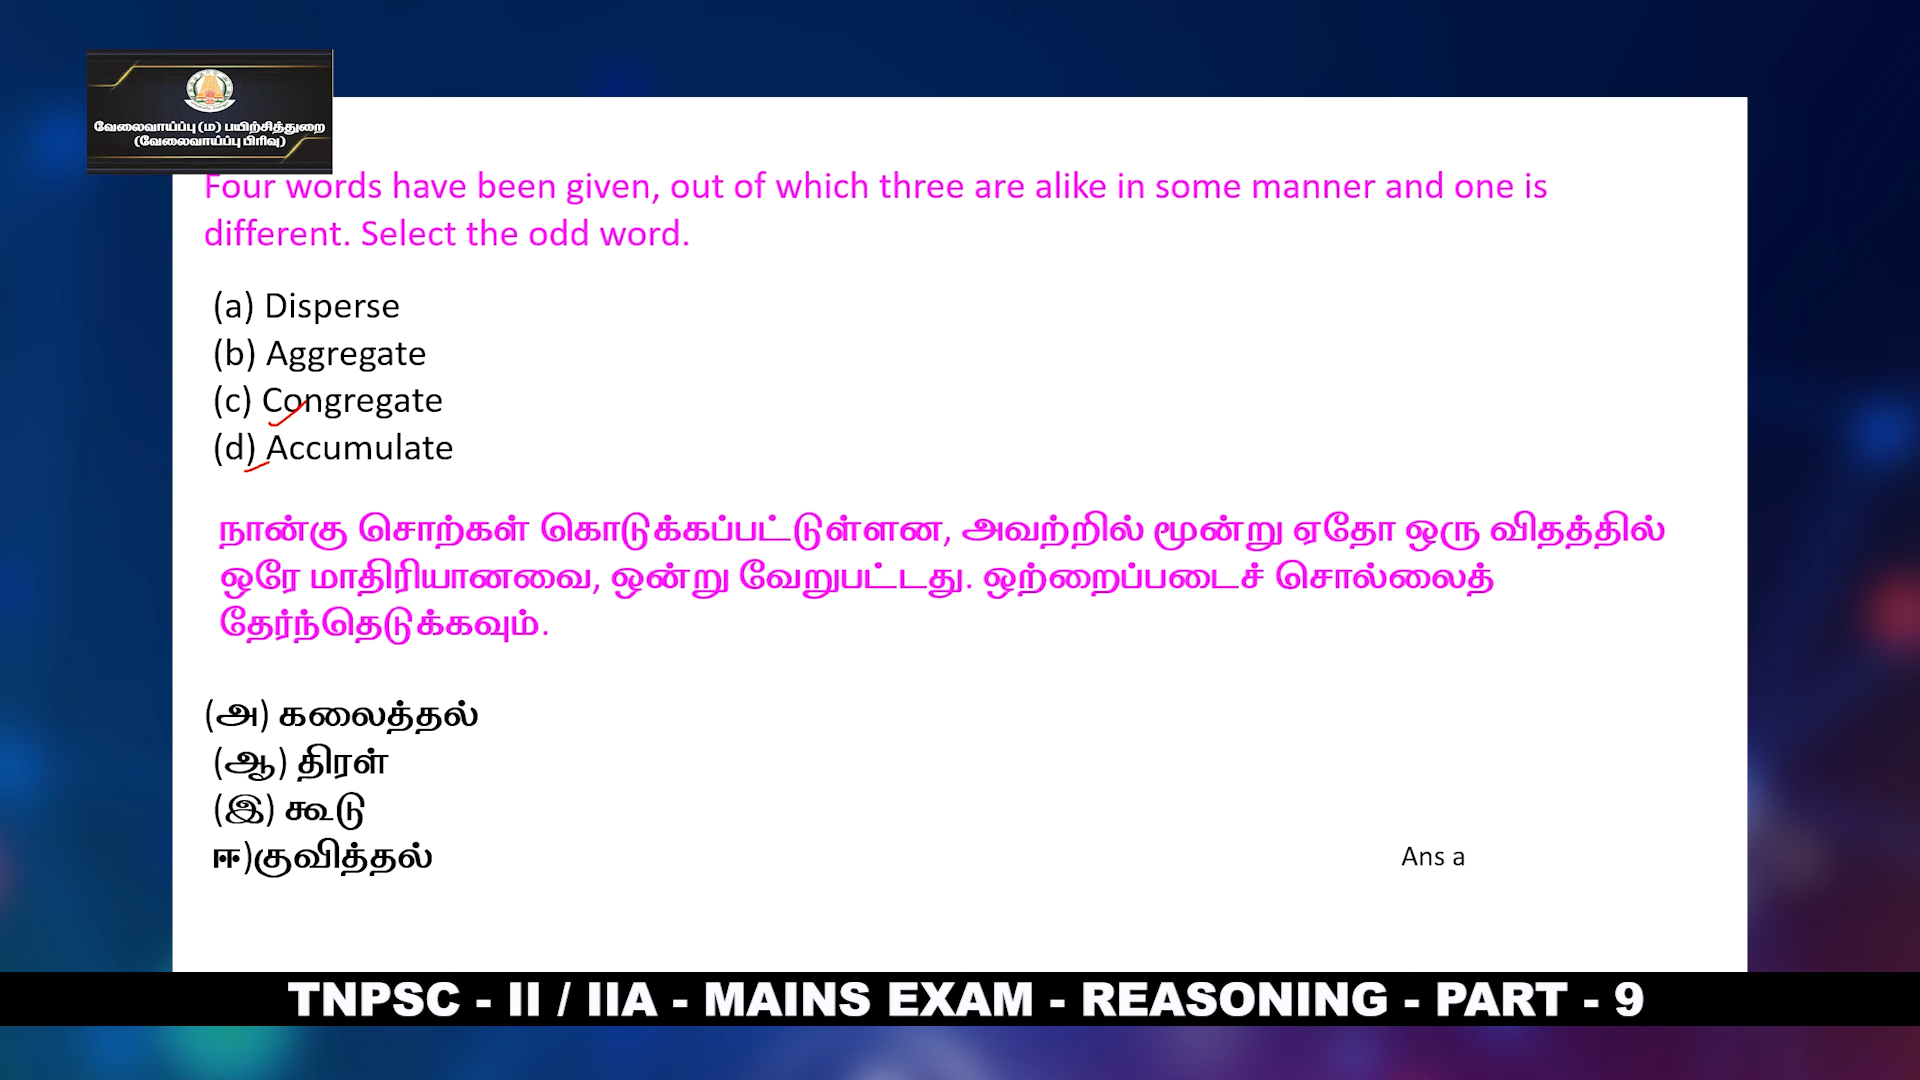 வேலைவாய்ப்பு (ம) பயிற்சித்துறை
(வேலைவாய்ப்பு பிரிவு)
Four words have been given, out of which three are alike in some manner and one is
different. Select the odd word.
(a) Disperse
(b) Aggregate
(c) Congregate
(d) Accumulate
நான்கு சொற்கள் கொடுக்கப்பட்டுள்ளன, அவற்றில் மூன்று ஏதோ ஒரு விதத்தில்
ஒரே மாதிரியானவை, ஒன்று வேறுபட்டது. ஒற்றைப்படைச் சொல்லைத்
தேர்ந்தெடுக்கவும்.
(அ) கலைத்தல்
(ஆ) திரள்
(இ) கூடு
ஈ)குவித்தல்
Ans a
TNPSC - II / IIA - MAINS EXAM - REASONING - PART - 9